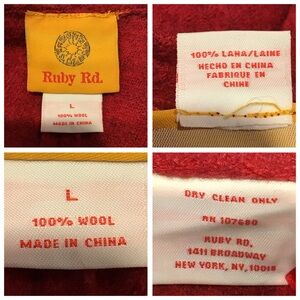 Ruby Rd.
L
100% WOOL
MADE IN CHINA
100% LANA/LAINE
HECHO EN CHINA
FABRIQUE EN
CHINE
L
100% WOOL
MADE IN CHINA
DRY CLEAN ONLY
RN 107680
RUBY RD.
1411 BROADWAY
NEW YORK, NY, 10018